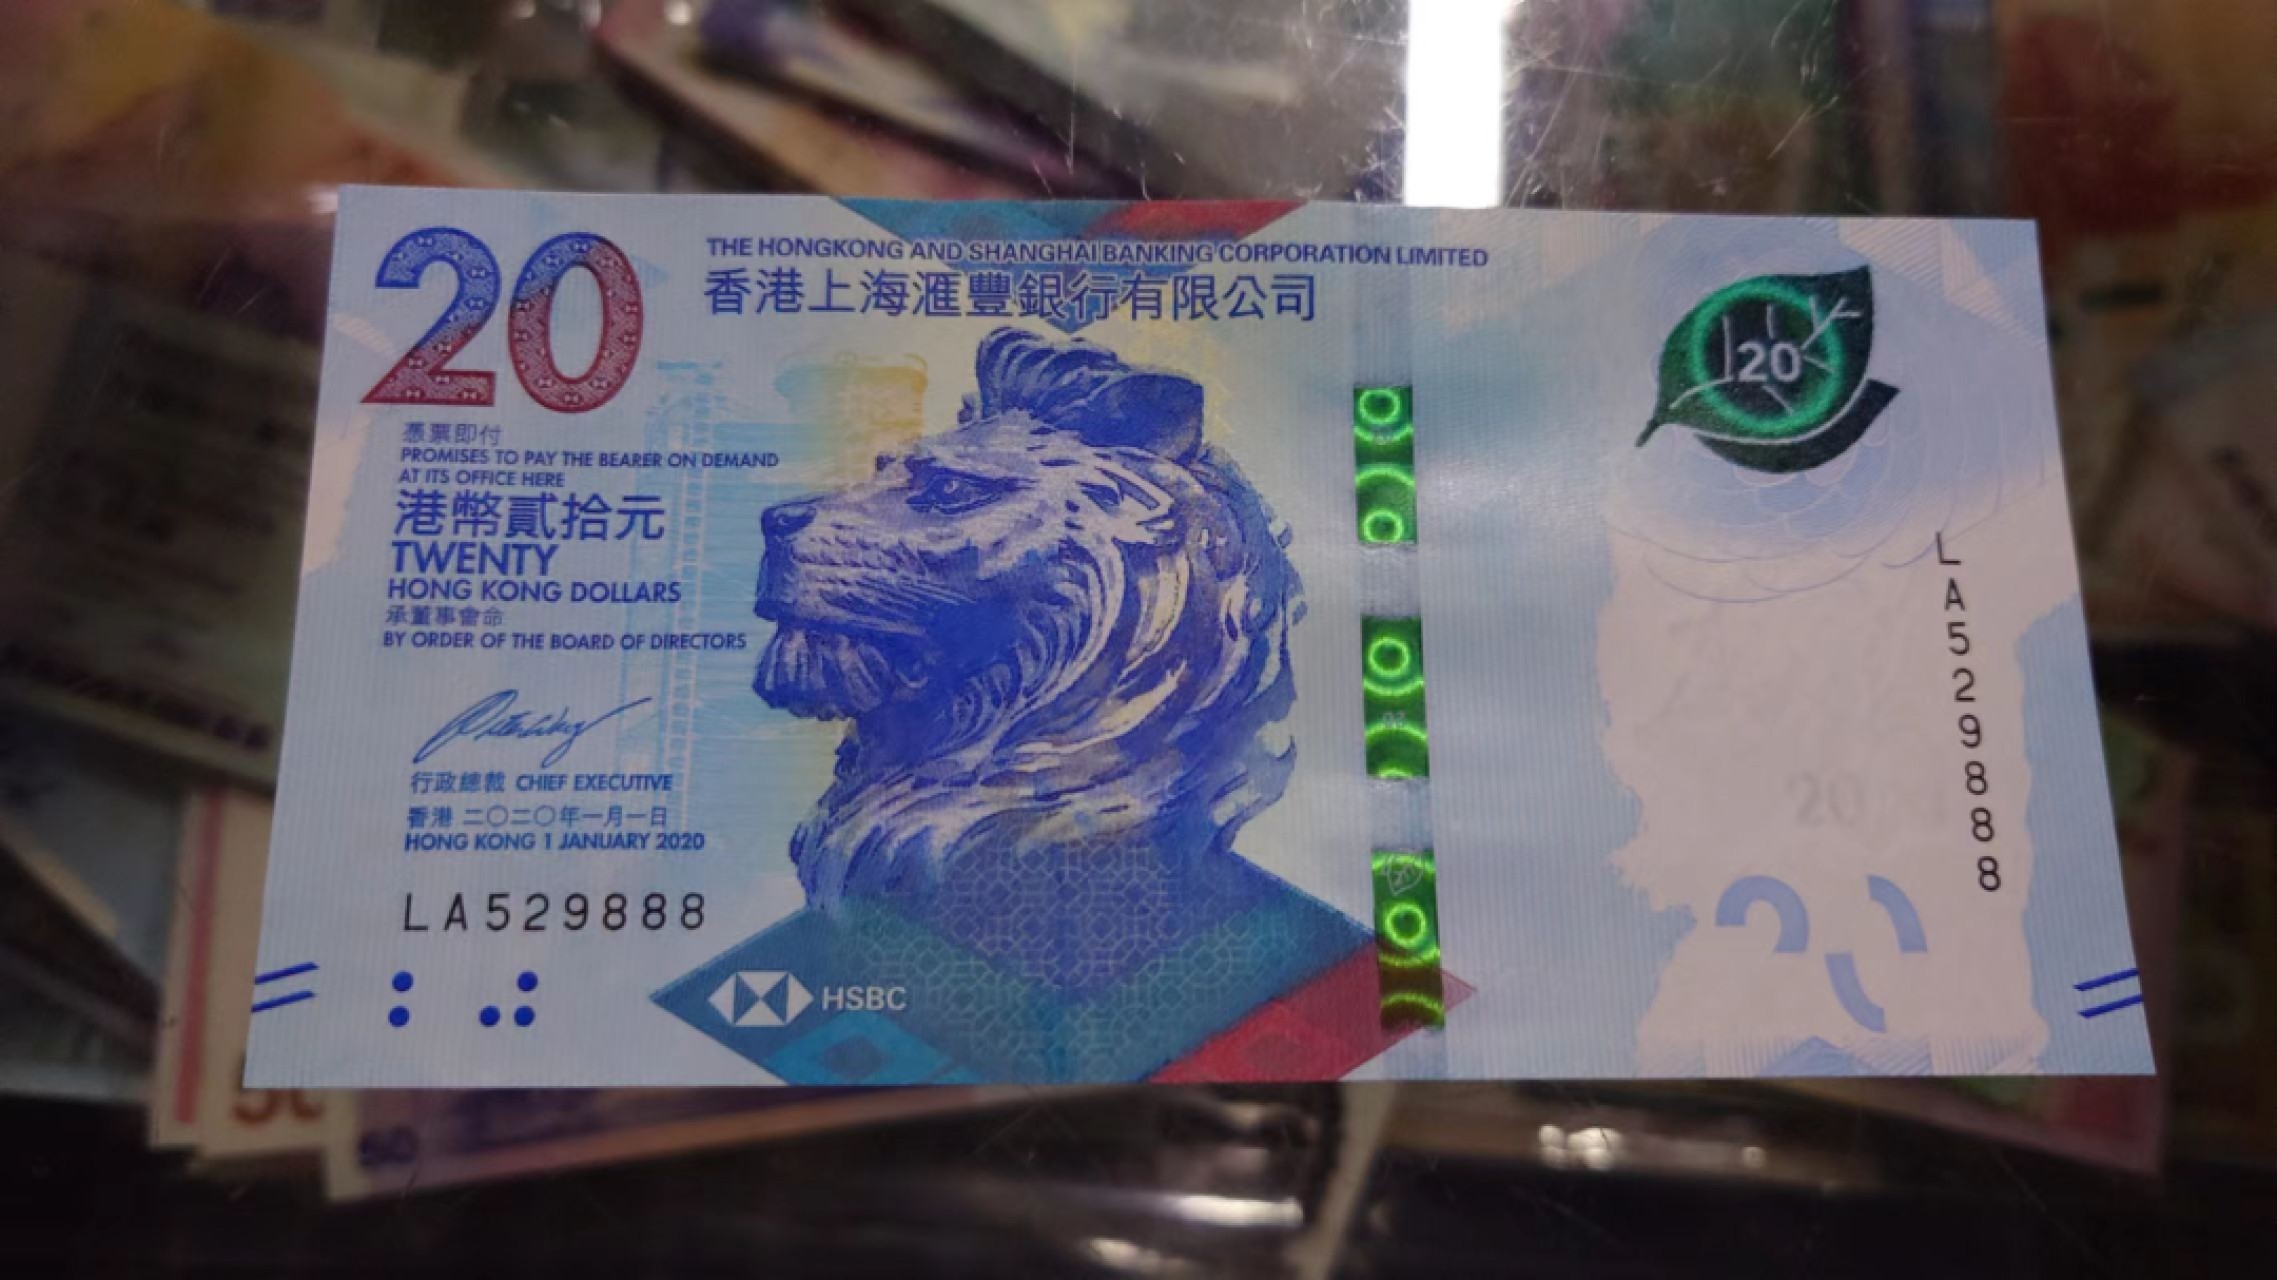 20
THE HONGKONG AND SHANGHAI BANKING CORPORATION LIMITED
香港上海滙豐銀行有限公司
憑票即付
PROMISES TO PAY THE BEARER ON DEMAND
AT ITS OFFICE HERE
港幣貳拾元
TWENTY
HONG KONG DOLLARS
承董事會命
BY ORDER OF THE BOARD OF DIRECTORS
行政總裁 CHIEF EXECUTIVE
香港 二〇二〇年一月一日
HONG KONG 1 JANUARY 2020
LA529888
HSBC
20
LA529888
20
20
50